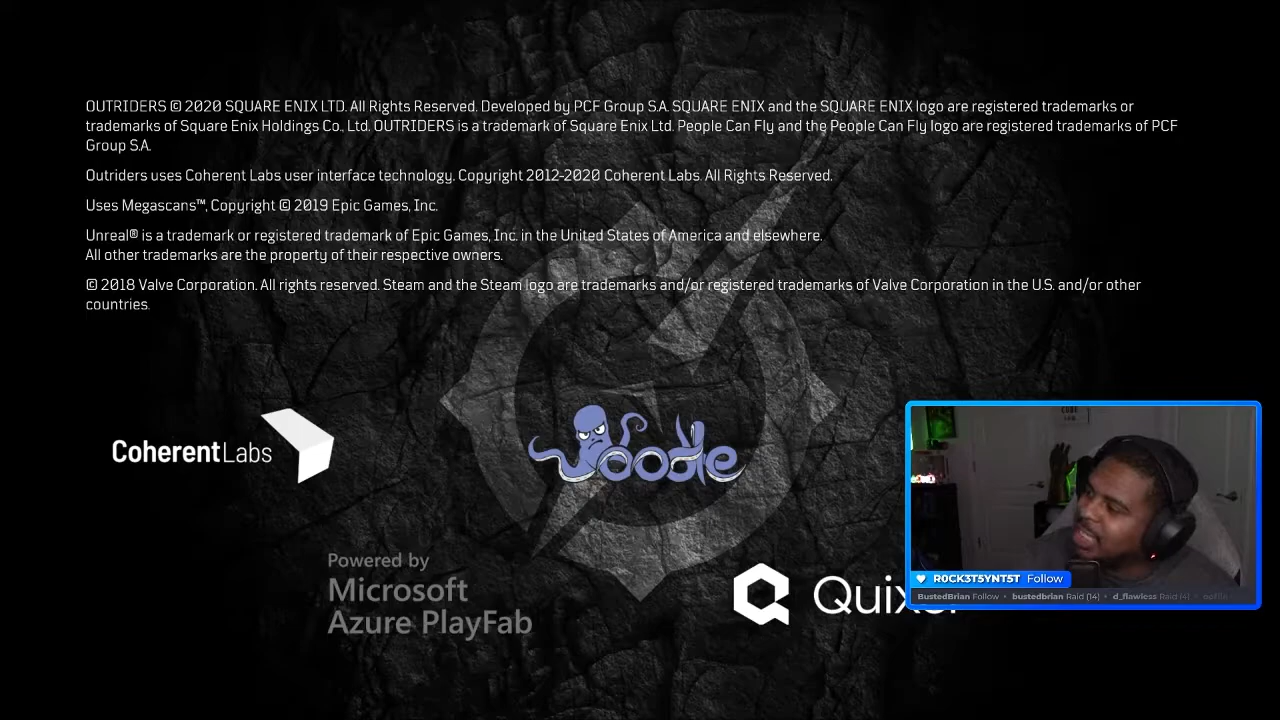 OUTRIDERS © 2020 SQUARE ENIX LTD. All Rights Reserved. Developed by PCF Group S.A. SQUARE ENIX and the SQUARE ENIX logo are registered trademarks or
trademarks of Square Enix Holdings Co., Ltd. OUTRIDERS is a trademark of Square Enix Ltd. People Can Fly and the People Can Fly logo are registered trademarks of PCF
Group S.A.
Outriders uses Coherent Labs user interface technology. Copyright 2012-2020 Coherent Labs. All Rights Reserved.
Uses Megascans™, Copyright © 2019 Epic Games, Inc.
Unreal® is a trademark or registered trademark of Epic Games, Inc. in the United States of America and elsewhere.
All other trademarks are the property of their respective owners.
© 2018 Valve Corporation. All rights reserved. Steam and the Steam logo are trademarks and/or registered trademarks of Valve Corporation in the U.S. and/or other
countries.
CoherentLabs
oodle
Powered by
Microsoft
Azure PlayFab
R0CK3T5YNT5T Follow
BustedBrian Follow • bustedbrian Raid (14) • d_flawless Raid (4) •